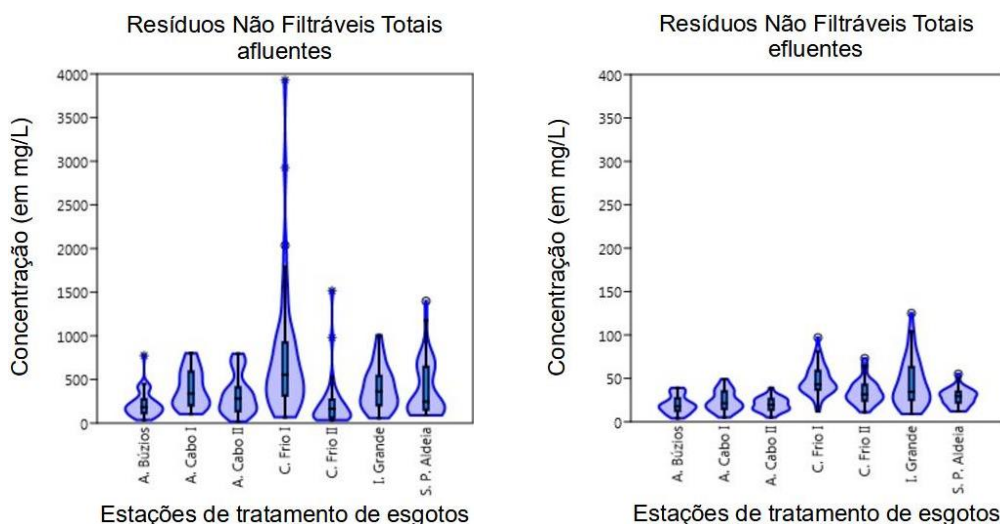 Resíduos Não Filtráveis Totais
afluentes
Concentração (em mg/L)
4000
3500
3000
2500
2000
1500
1000
500
0
A. Búzios
A. Cabo I
A. Cabo II
C. Frio I
C. Frio II
I. Grande
S. P. Aldeia
Estações de tratamento de esgotos
Resíduos Não Filtráveis Totais
efluentes
Concentração (em mg/L)
400
350
300
250
200
150
100
50
0
A. Búzios
A. Cabo I
A. Cabo II
C. Frio I
C. Frio II
I. Grande
S. P. Aldeia
Estações de tratamento de esgotos